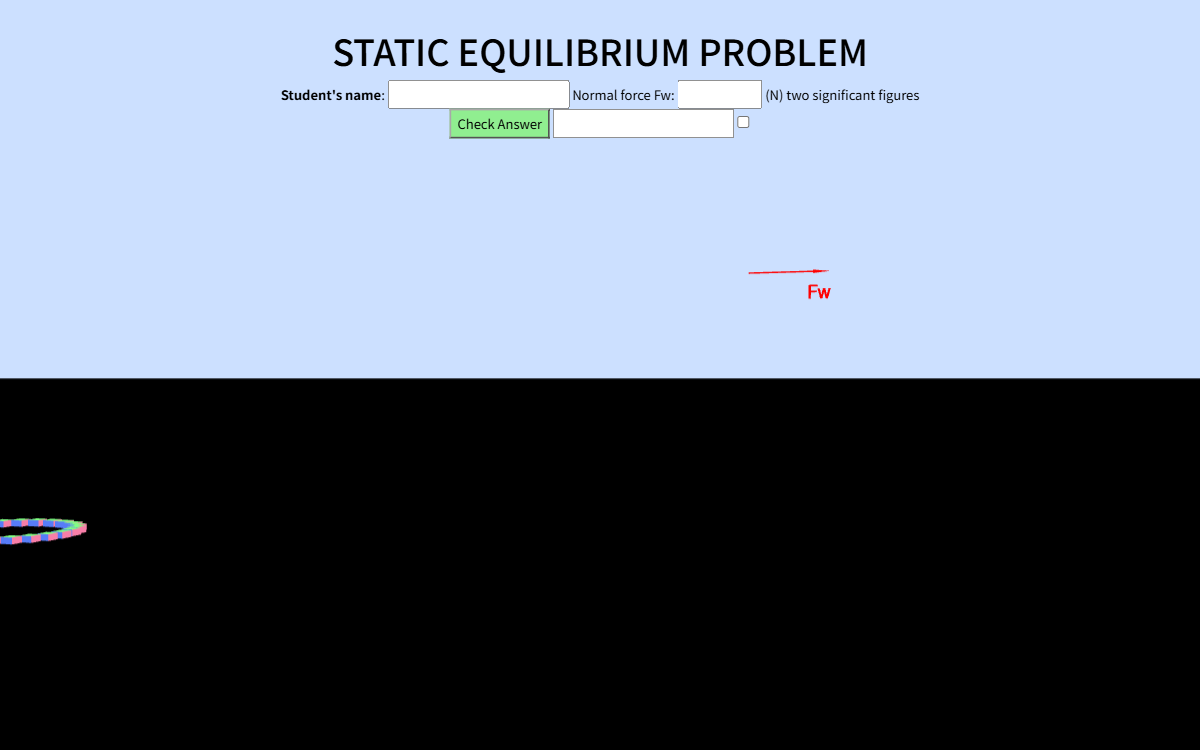 STATIC EQUILIBRIUM PROBLEM
Student's name: Normal force Fw: (N) two significant figures
Check Answer
Fw